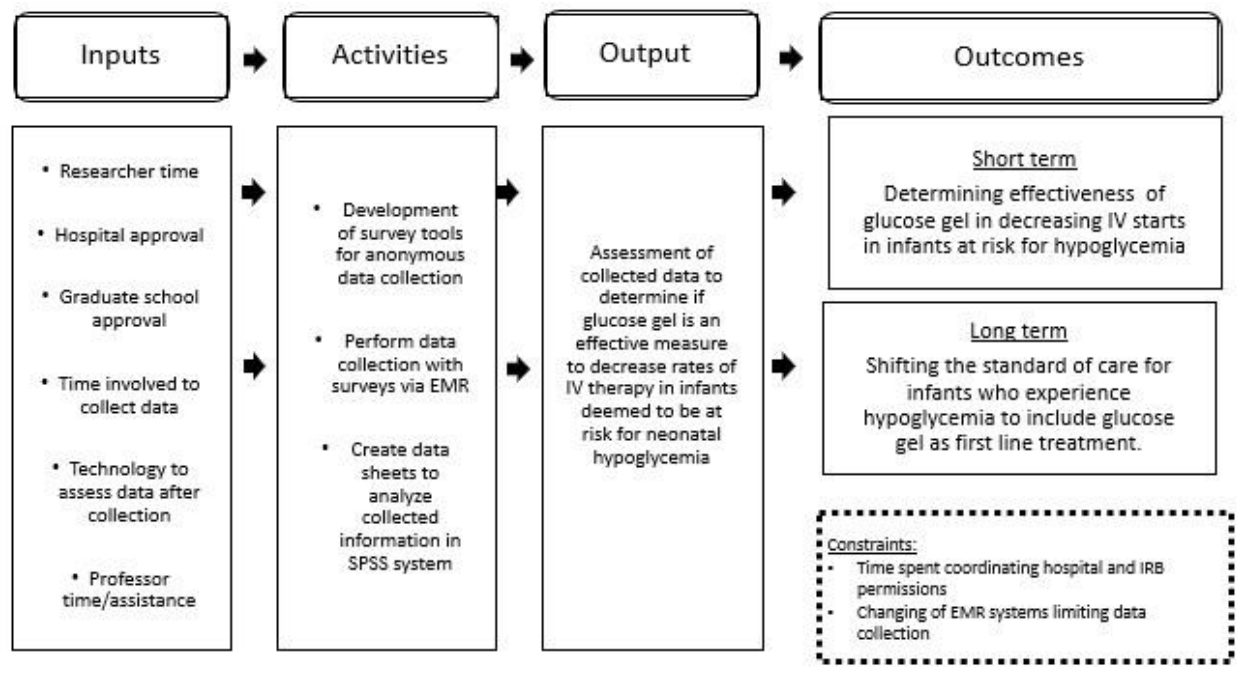 Inputs
Activities
Output
Outcomes
• Researcher time
• Hospital approval
• Graduate school
approval
• Time involved to
collect data
• Technology to
assess data after
collection
• Professor
time/assistance
• Development
of survey tools
for anonymous
data collection
• Perform data
collection with
surveys via EMR
• Create data
sheets to
analyze
collected
information in
SPSS system
Assessment of
collected data to
determine if
glucose gel is an
effective measure
to decrease rates of
IV therapy in infants
deemed to be at
risk for neonatal
hypoglycemia
Short term
Determining effectiveness of
glucose gel in decreasing IV starts
in infants at risk for hypoglycemia
Long term
Shifting the standard of care for
infants who experience
hypoglycemia to include glucose
gel as first line treatment.
Constraints:
- Time spent coordinating hospital and IRB
permissions
- Changing of EMR systems limiting data
collection